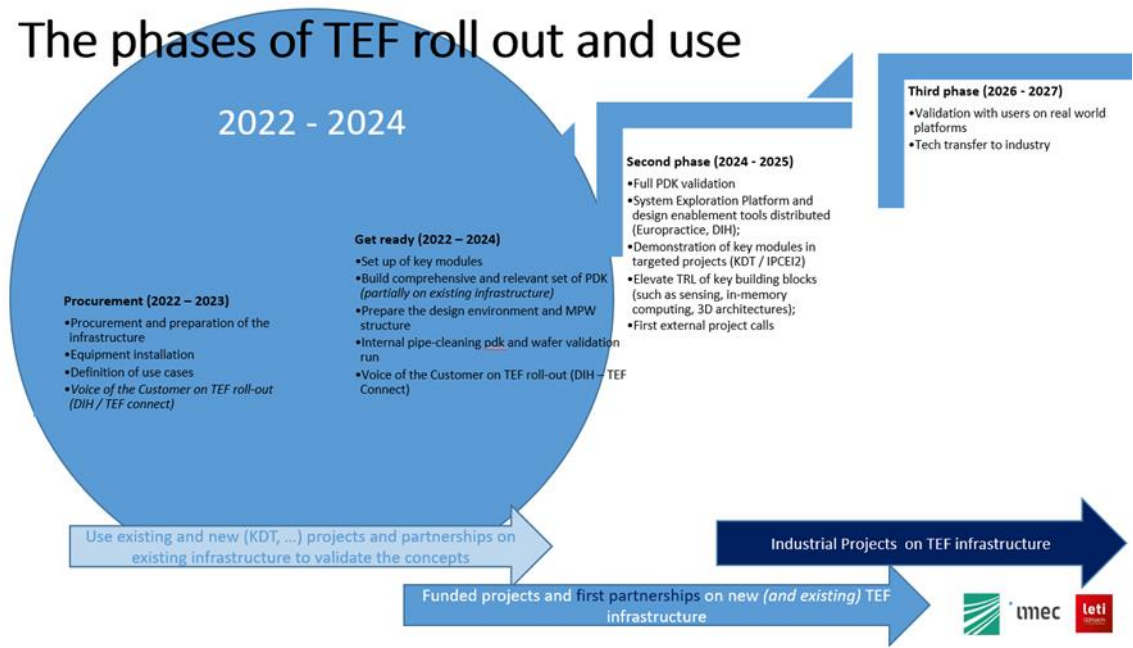 The phases of TEF roll out and use
2022 - 2024
Procurement (2022 – 2023)
•Procurement and preparation of the
infrastructure
•Equipment installation
•Definition of use cases
•Voice of the Customer on TEF roll-out
(DIH / TEF connect)
Get ready (2022 – 2024)
•Set up of key modules
•Build comprehensive and relevant set of PDK
(partially on existing infrastructure)
•Prepare the design environment and MPW
structure
•Internal pipe-cleaning pdk and wafer validation
run
•Voice of the Customer on TEF roll-out (DIH – TEF
Connect)
Second phase (2024 - 2025)
•Full PDK validation
•System Exploration Platform and
design enablement tools distributed
(Europractice, DIH);
•Demonstration of key modules in
targeted projects (KDT / IPCEI2)
•Elevate TRL of key building blocks
(such as sensing, in-memory
computing, 3D architectures);
•First external project calls
Third phase (2026 - 2027)
•Validation with users on real world
platforms
•Tech transfer to industry
Use existing and new (KDT, ...) projects and partnerships on
existing infrastructure to validate the concepts
Industrial Projects on TEF infrastructure
Funded projects and first partnerships on new (and existing) TEF
infrastructure
imec
leti